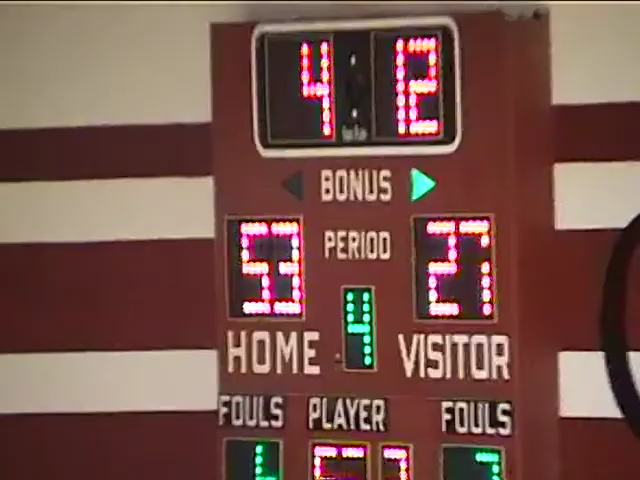 4 12
BONUS
53 PERIOD 27
4
HOME VISITOR
FOULS PLAYER FOULS